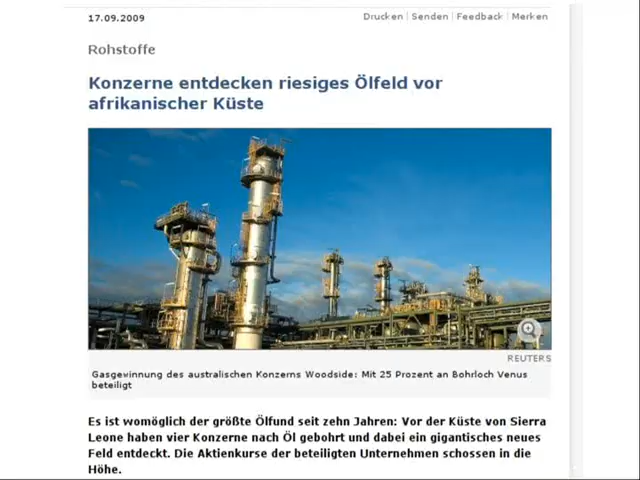 17.09.2009
Drucken | Senden | Feedback | Merken
Rohstoffe
Konzerne entdecken riesiges Ölfeld vor
afrikanischer Küste
REUTERS
Gasgewinnung des australischen Konzerns Woodside: Mit 25 Prozent an Bohrloch Venus
beteiligt
Es ist womöglich der größte Ölfund seit zehn Jahren: Vor der Küste von Sierra
Leone haben vier Konzerne nach Öl gebohrt und dabei ein gigantisches neues
Feld entdeckt. Die Aktienkurse der beteiligten Unternehmen schossen in die
Höhe.